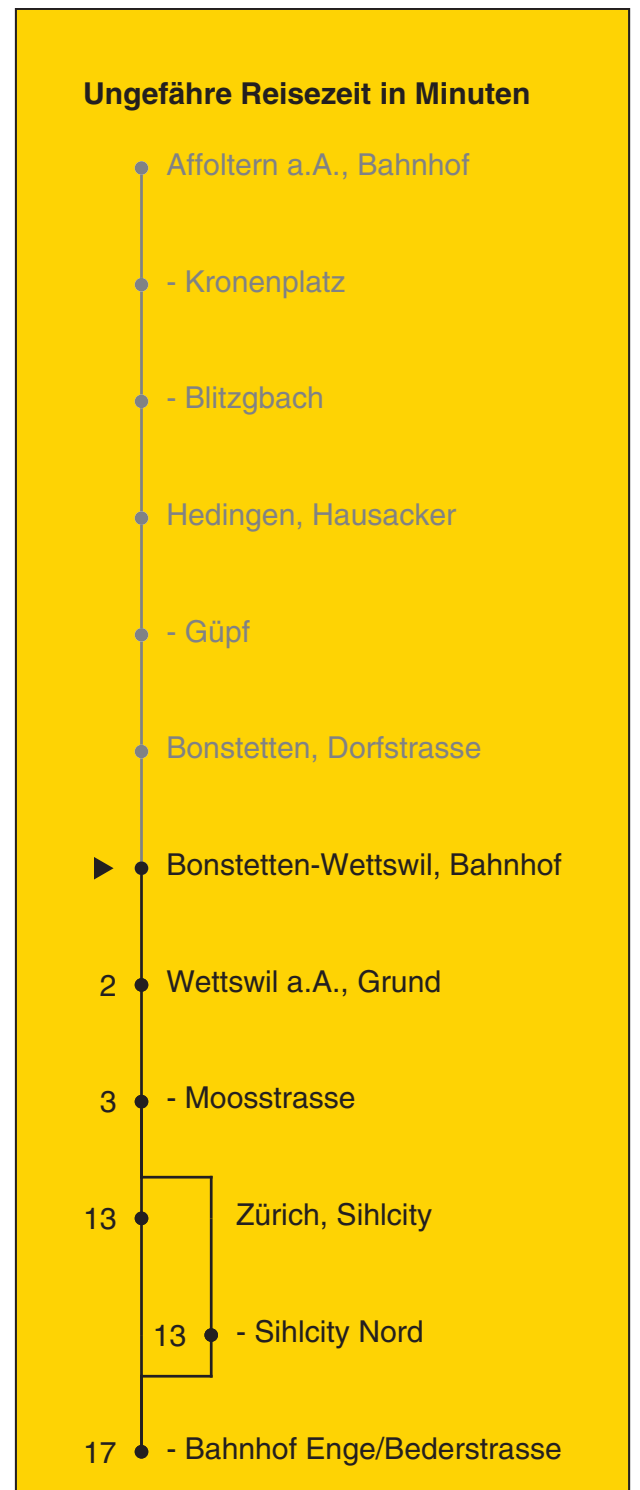 Ungefähre Reisezeit in Minuten
Affoltern a.A., Bahnhof
- Kronenplatz
- Blitzgbach
Hedingen, Hausacker
- Güpf
Bonstetten, Dorfstrasse
Bonstetten-Wettswil, Bahnhof
2 Wettswil a.A., Grund
3 - Moosstrasse
13 Zürich, Sihlcity
13 - Sihlcity Nord
17 - Bahnhof Enge/Bederstrasse